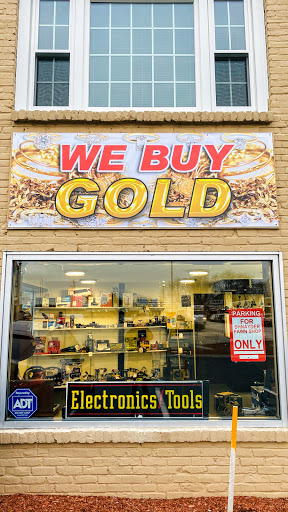 WE BUY
GOLD
PARKING
FOR
PAWN SHOP
ONLY
ADT
Electronics Tools